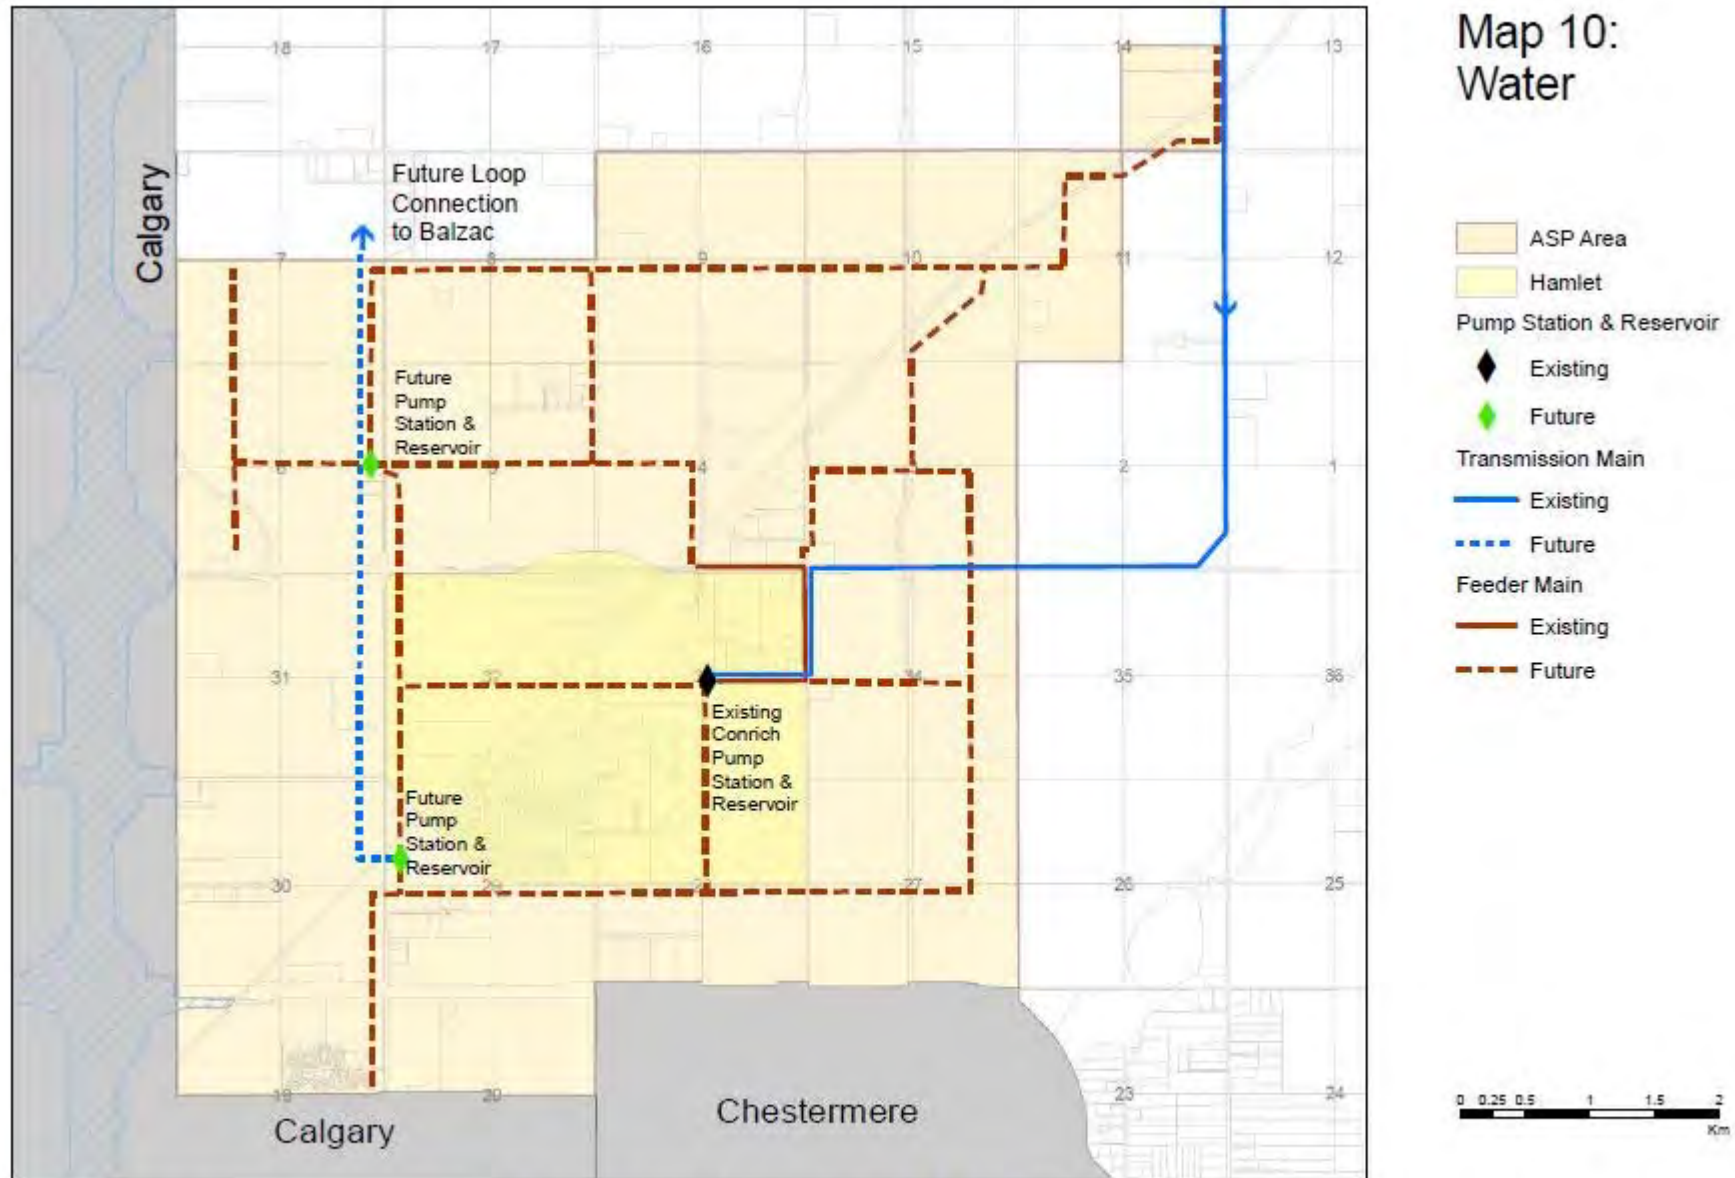 Map 10:
Water
18
17
16
15
14
13
Calgary
Future Loop
Connection
to Balzac
7
8
9
10
11
12
Future
Pump
Station &
Reservoir
6
5
4
2
1
31
32
34
35
36
Existing
Conrich
Pump
Station &
Reservoir
Future
Pump
Station &
Reservoir
30
29
27
26
25
19
20
23
24
Calgary
Chestermere
ASP Area
Hamlet
Pump Station & Reservoir
Existing
Future
Transmission Main
Existing
Future
Feeder Main
Existing
Future
0 0.25 0.5 1 1.5 2
Km